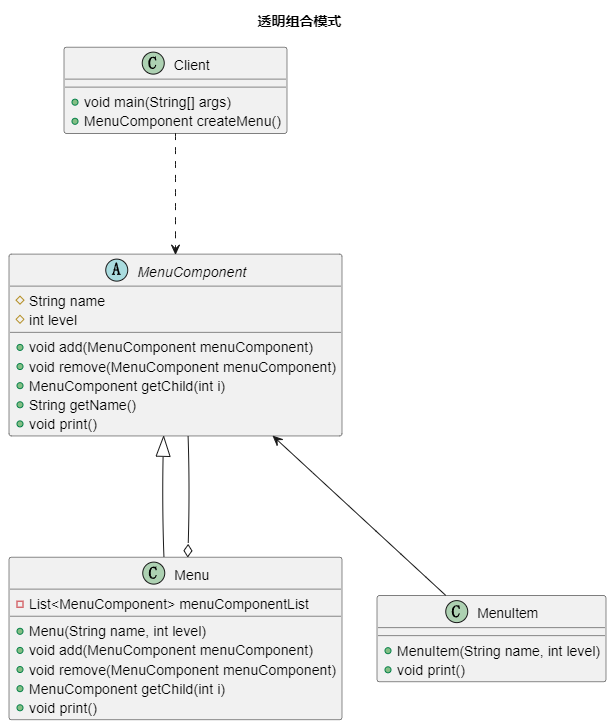 透明组合模式
C Client
void main(String[] args)
MenuComponent createMenu()
A MenuComponent
String name
int level
void add(MenuComponent menuComponent)
void remove(MenuComponent menuComponent)
MenuComponent getChild(int i)
String getName()
void print()
C Menu
List<MenuComponent> menuComponentList
Menu(String name, int level)
void add(MenuComponent menuComponent)
void remove(MenuComponent menuComponent)
MenuComponent getChild(int i)
void print()
C MenuItem
MenuItem(String name, int level)
void print()